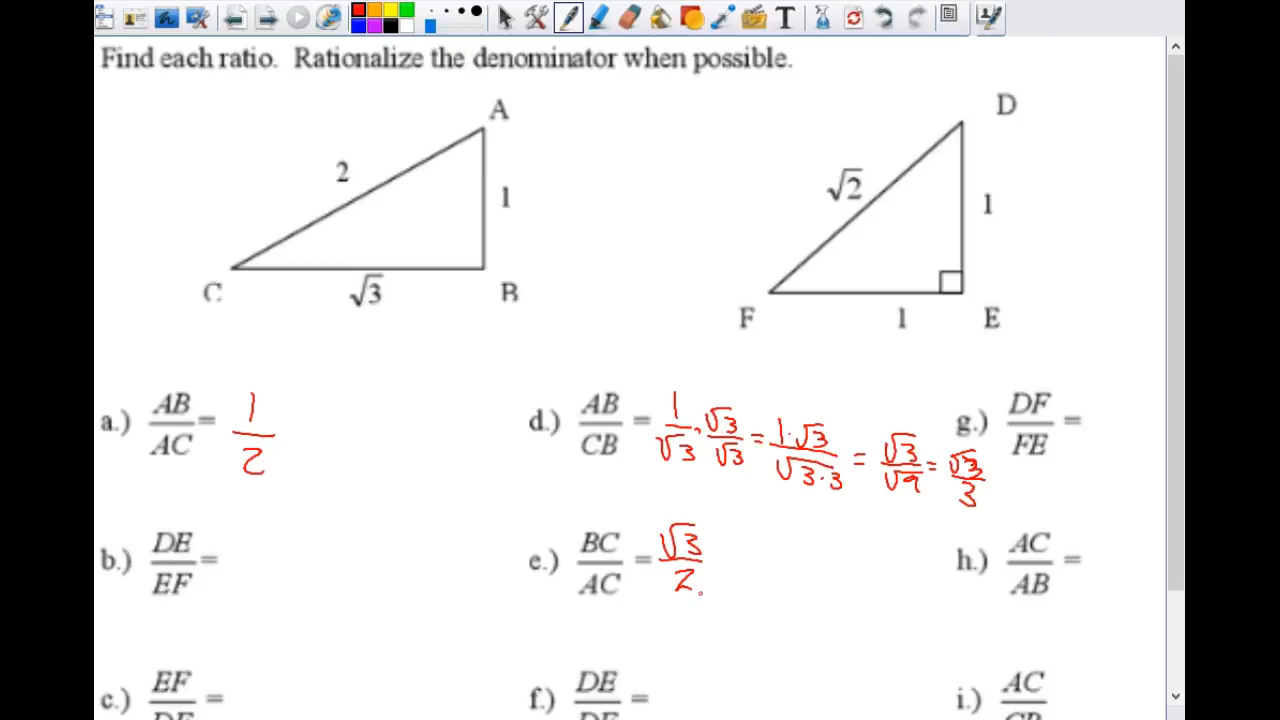 Find each ratio. Rationalize the denominator when possible.
A
D
2
√2
1
1
C
√3
B
F
1
E
a.) AB/AC = 1/2
d.) AB/CB = 1/√3 · √3/√3 = 1·√3/√3·3 = √3/√9 = √3/3
g.) DF/FE =
b.) DE/EF =
e.) BC/AC = √3/2
h.) AC/AB =
c.) EF/DF =
f.) DE/DF =
i.) AC/CB